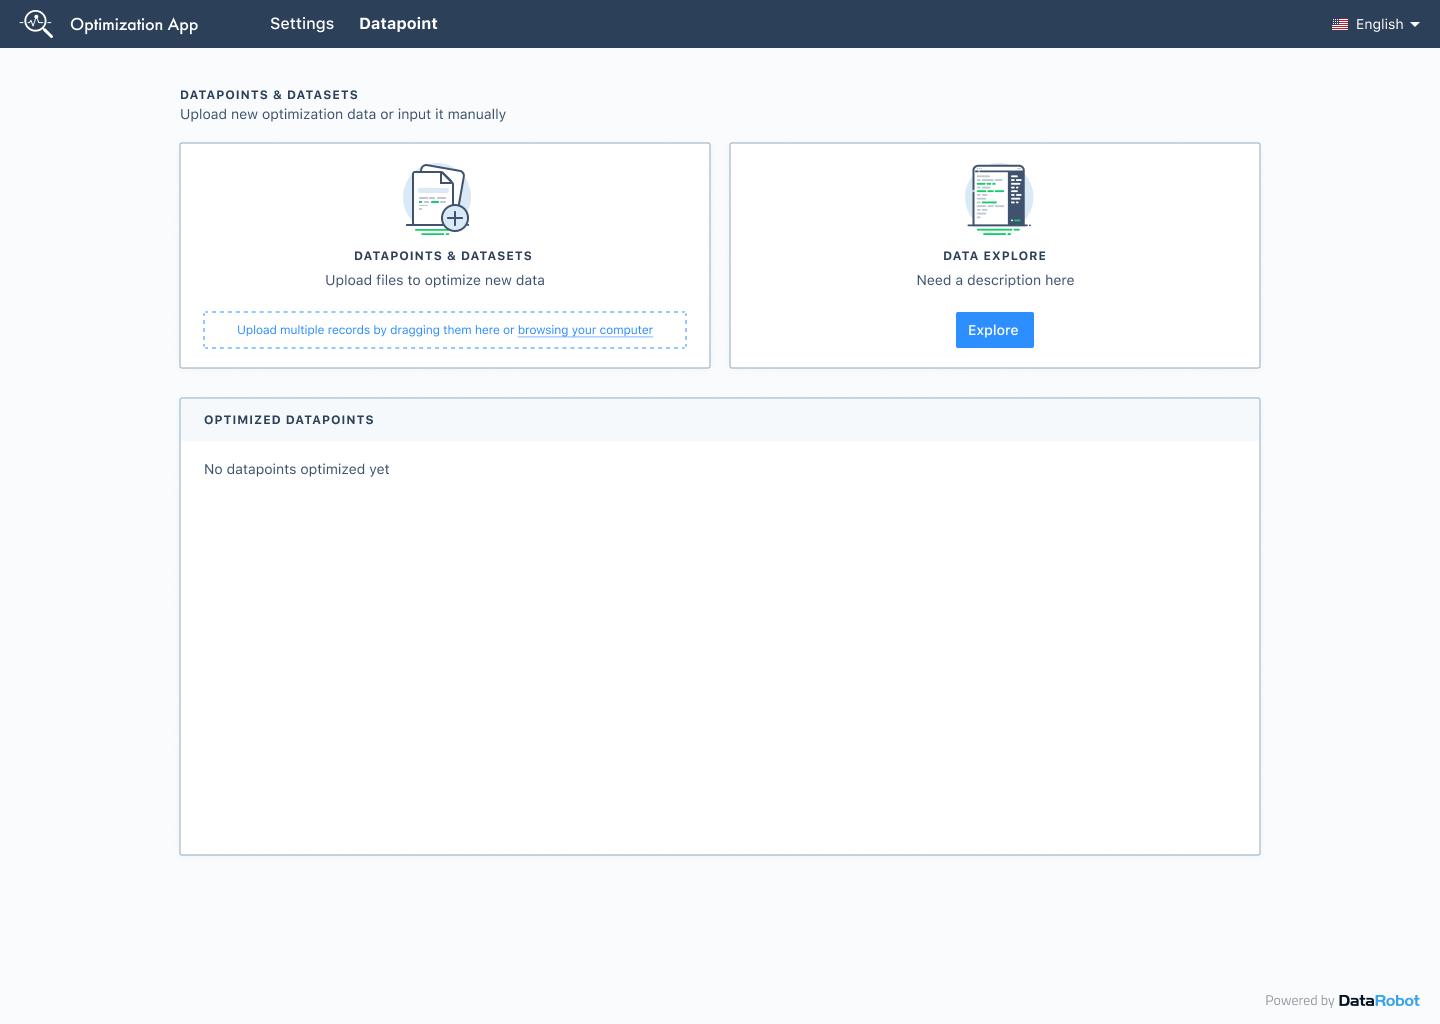 Optimization App
Settings
Datapoint
English
DATAPOINTS & DATASETS
Upload new optimization data or input it manually
DATAPOINTS & DATASETS
Upload files to optimize new data
Upload multiple records by dragging them here or browsing your computer
DATA EXPLORE
Need a description here
Explore
OPTIMIZED DATAPOINTS
No datapoints optimized yet
Powered by DataRobot